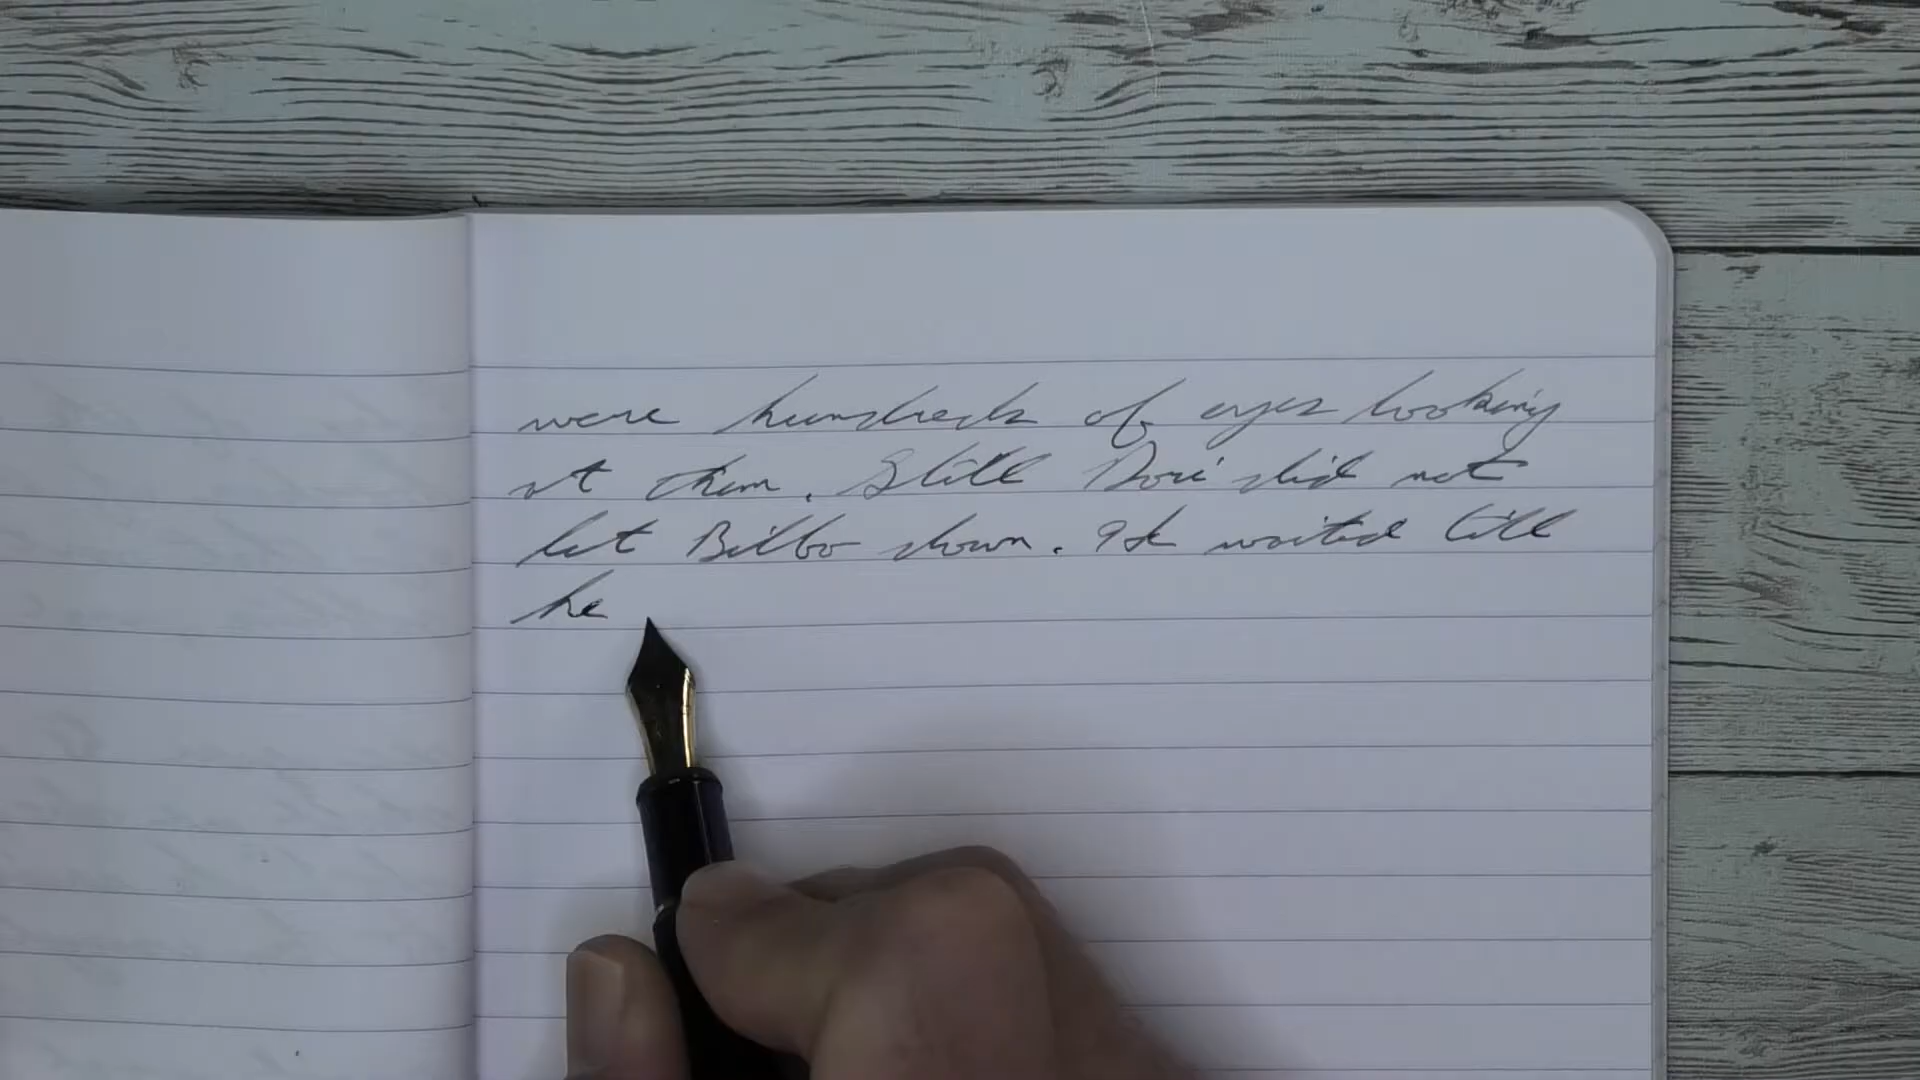 were hundreds of eyes looking
at them. Still Dori did not
let Bilbo down. He waited till
he